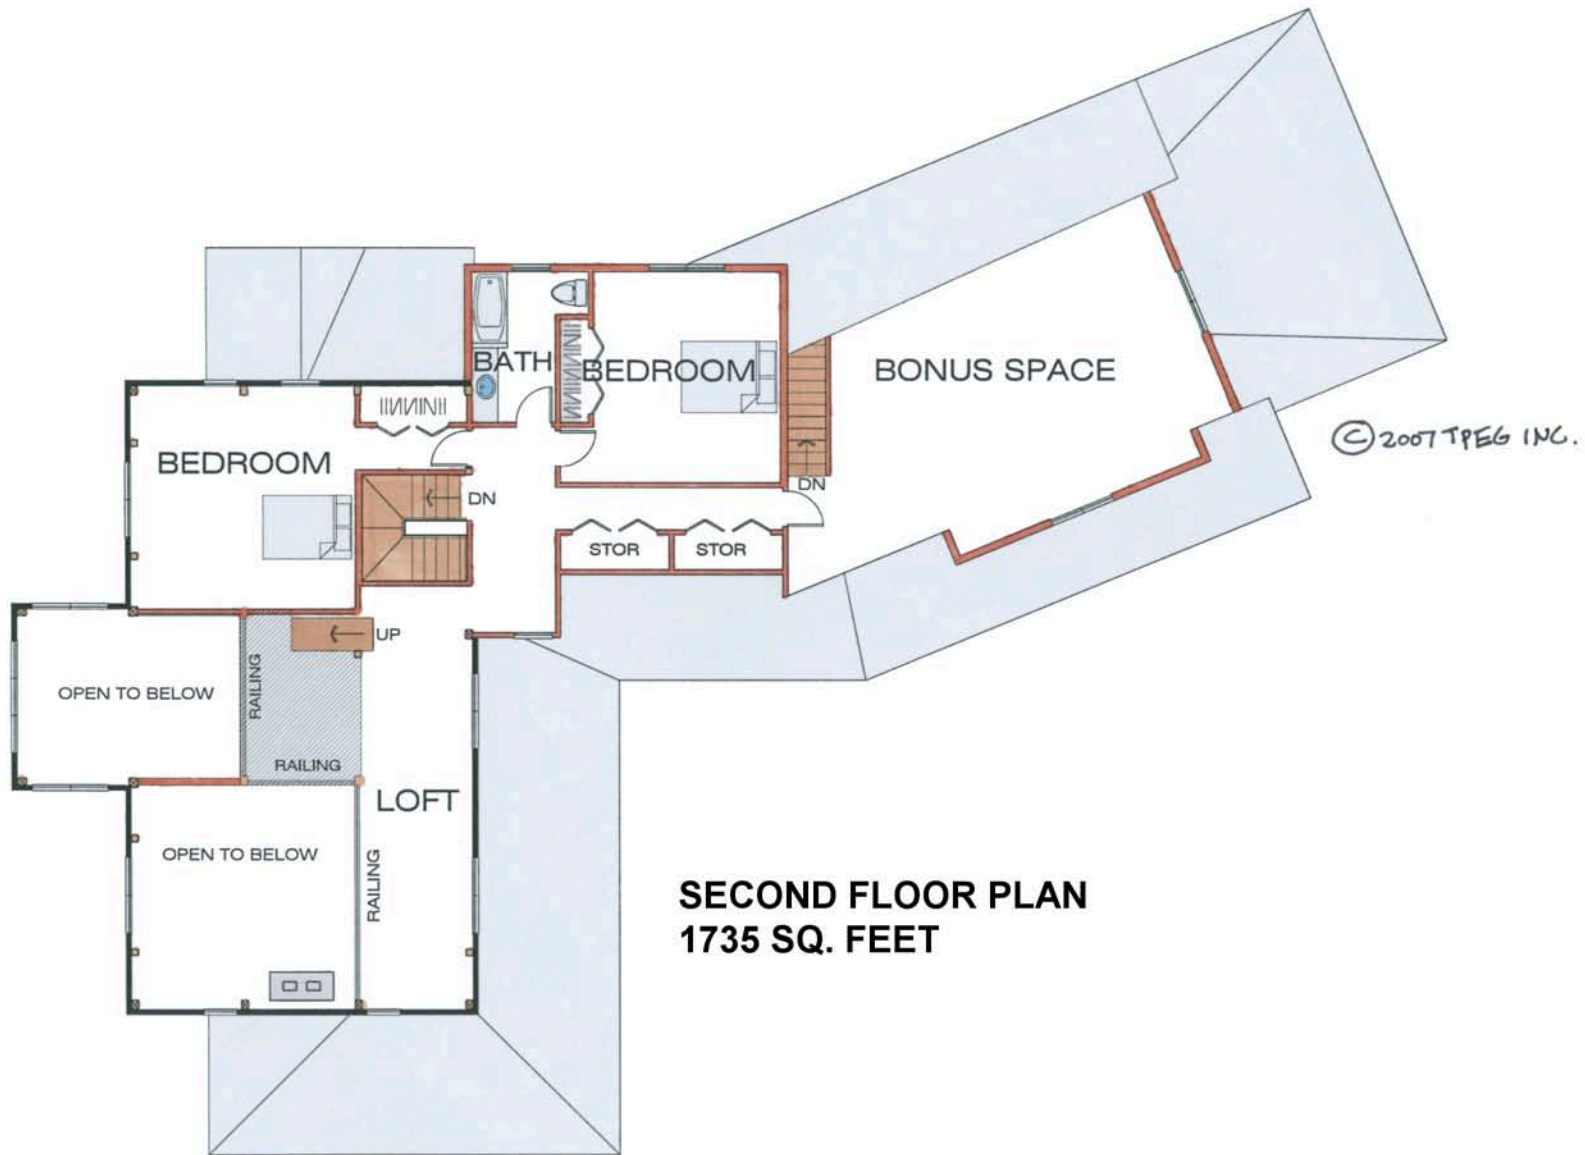 BATH
BEDROOM
BONUS SPACE
© 2007 TPEG INC.
BEDROOM
DN
DN
STOR
STOR
UP
RAILING
OPEN TO BELOW
RAILING
LOFT
OPEN TO BELOW
RAILING
SECOND FLOOR PLAN
1735 SQ. FEET